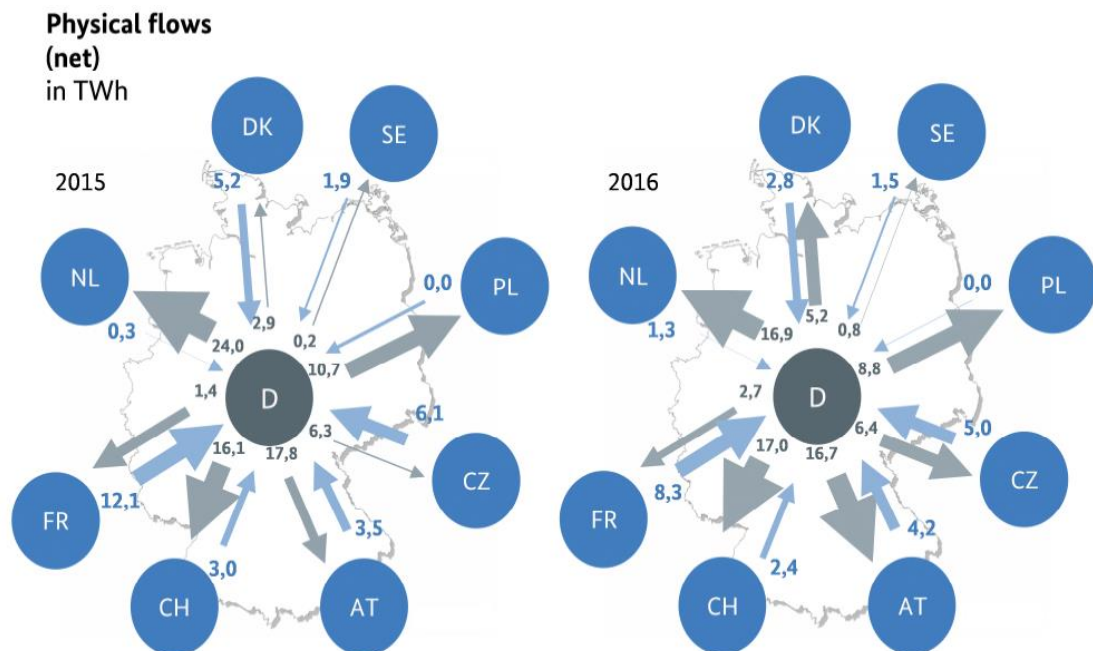 Physical flows
(net)
in TWh
2015
DK
SE
5,2
1,9
NL
PL
0,0
0,3
2,9
24,0
0,2
10,7
1,4
D
6,1
6,3
16,1
17,8
CZ
12,1
FR
3,5
3,0
CH
AT
2016
DK
SE
2,8
1,5
NL
PL
0,0
1,3
5,2
16,9
0,8
8,8
2,7
D
5,0
6,4
17,0
16,7
CZ
8,3
FR
4,2
2,4
CH
AT